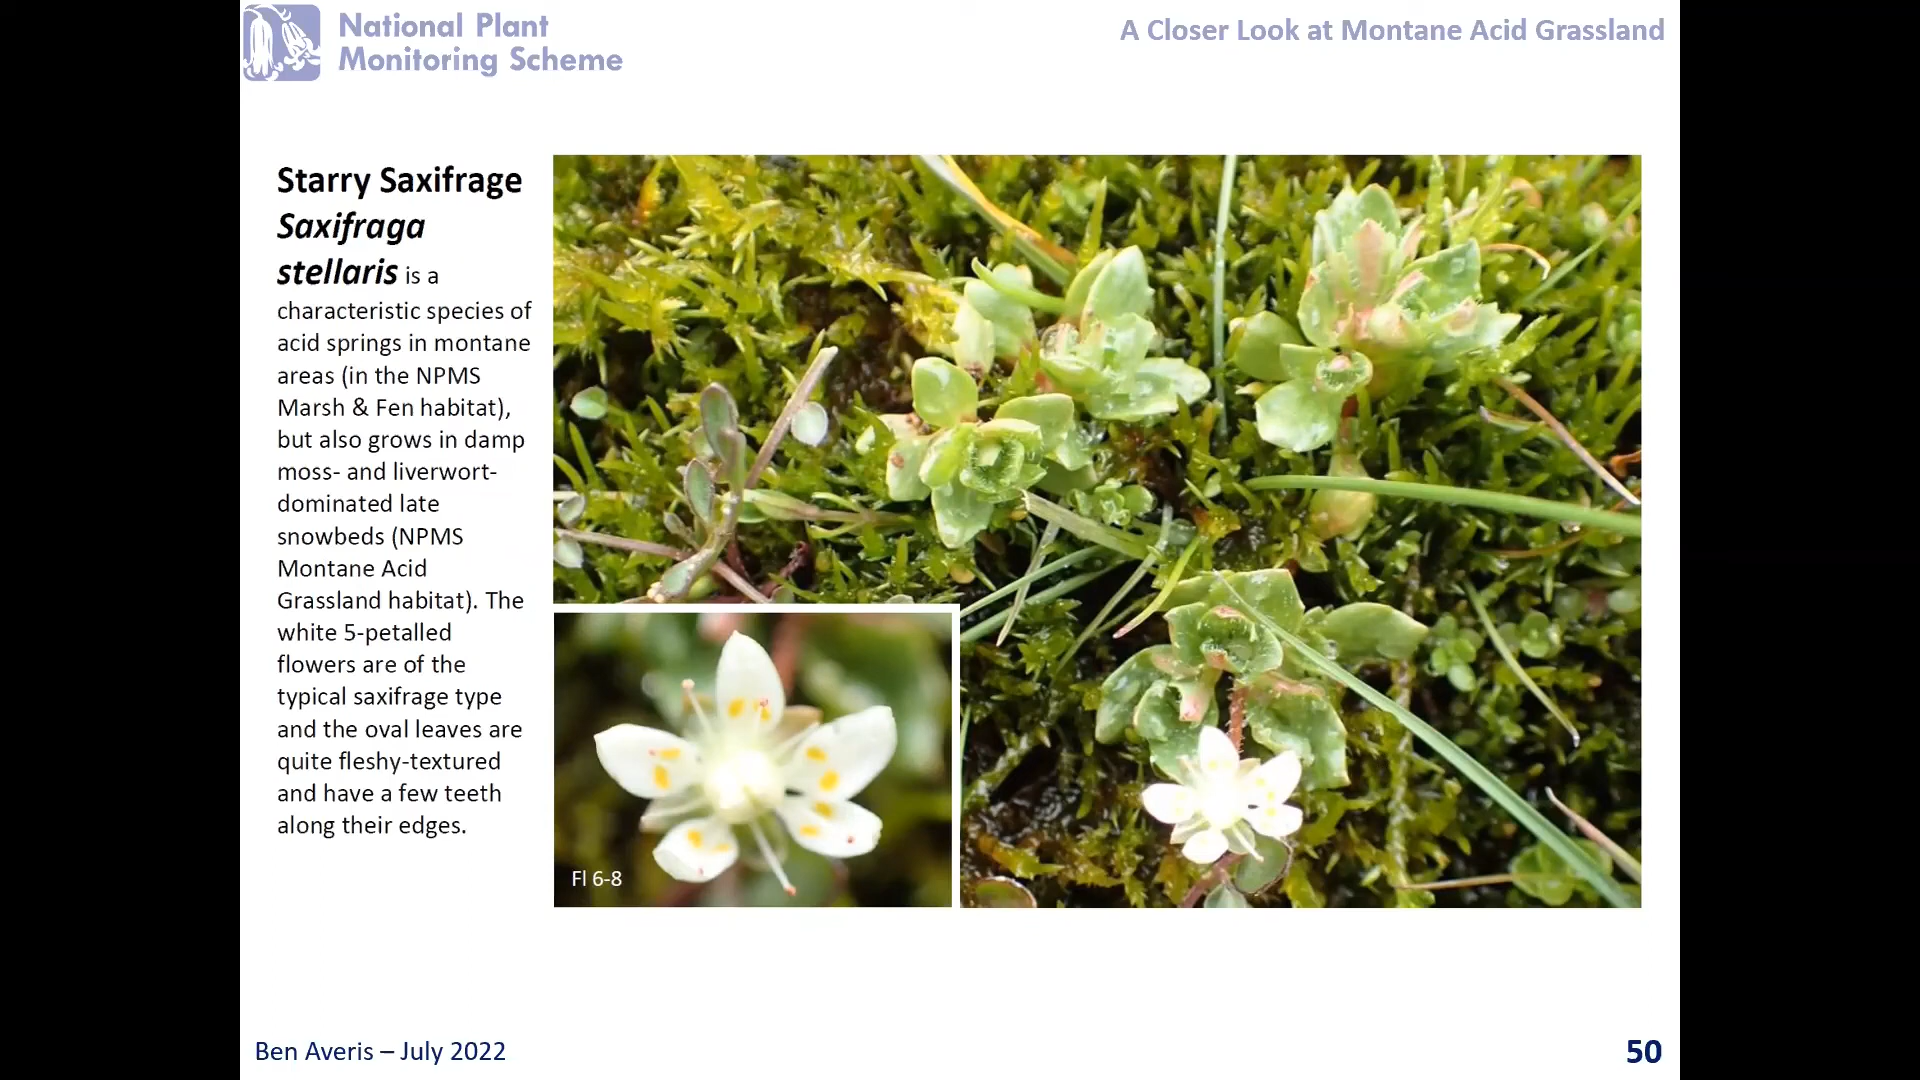 National Plant
Monitoring Scheme
A Closer Look at Montane Acid Grassland
Starry Saxifrage
Saxifraga
stellaris is a
characteristic species of
acid springs in montane
areas (in the NPMS
Marsh & Fen habitat),
but also grows in damp
moss- and liverwort-
dominated late
snowbeds (NPMS
Montane Acid
Grassland habitat). The
white 5-petalled
flowers are of the
typical saxifrage type
and the oval leaves are
quite fleshy-textured
and have a few teeth
along their edges.
Fl 6-8
Ben Averis – July 2022
50